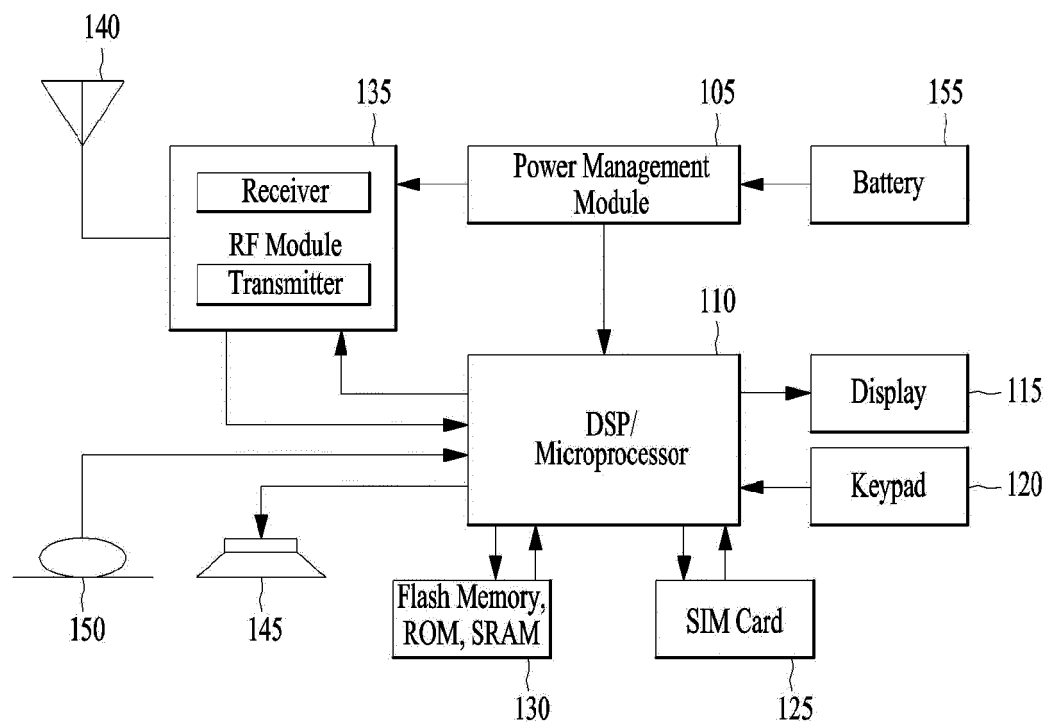 140
135
105
155
Receiver
RF Module
Transmitter
Power Management
Module
Battery
110
DSP/
Microprocessor
Display
115
Keypad
120
150
145
Flash Memory,
ROM, SRAM
130
SIM Card
125